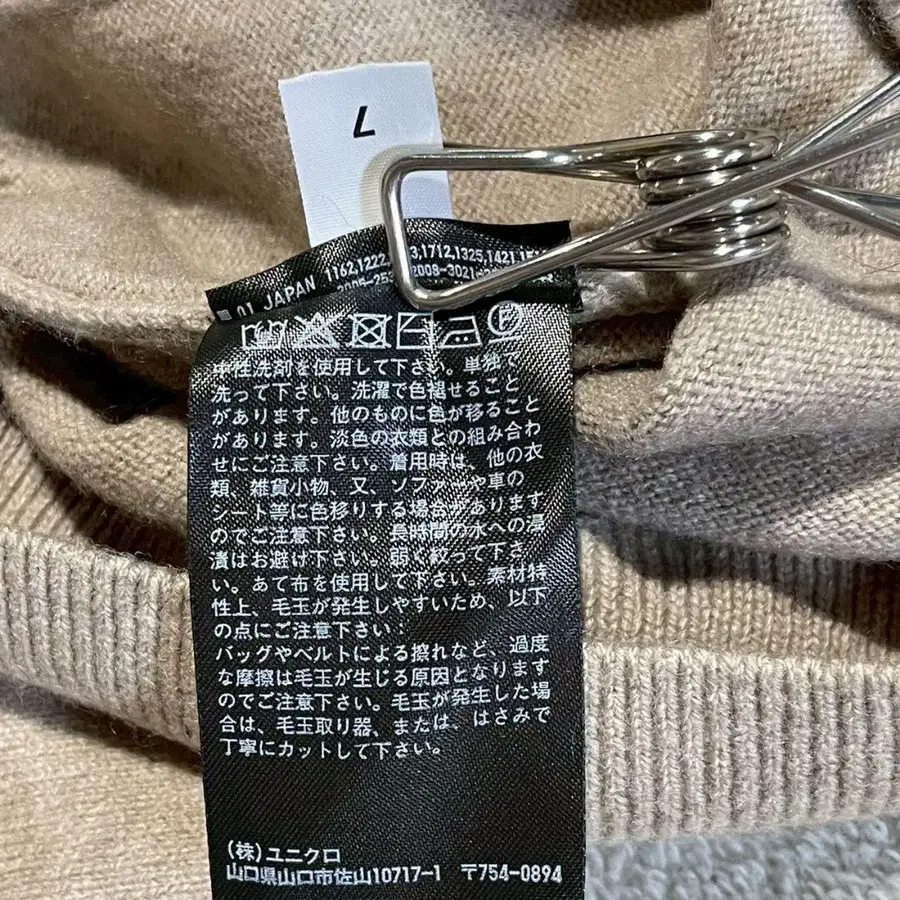 7
01 JAPAN 1162,1222, 3,1712,1325,1421,
2008-3021-
中性洗剤を使用して下さい。単独で
洗って下さい。洗濯で色褪せること
があります。他のものに色が移ること
があります。淡色の衣類との組み合わ
せにご注意下さい。着用時は、他の衣
類、雑貨小物、又、ソファーや車の
シート等に色移りする場合があります
のでご注意下さい。長時間の水への浸
漬はお避け下さい。弱く絞って下さ
い。あて布を使用して下さい。素材特
性上、毛玉が発生しやすいため、以下
の点にご注意下さい：
バッグやベルトによる擦れなど、過度
な摩擦は毛玉が生じる原因となります
のでご注意下さい。毛玉が発生した場
合は、毛玉取り器、または、はさみで
丁寧にカットして下さい。
(株)ユニクロ
山口県山口市佐山10717-1 〒754-0894